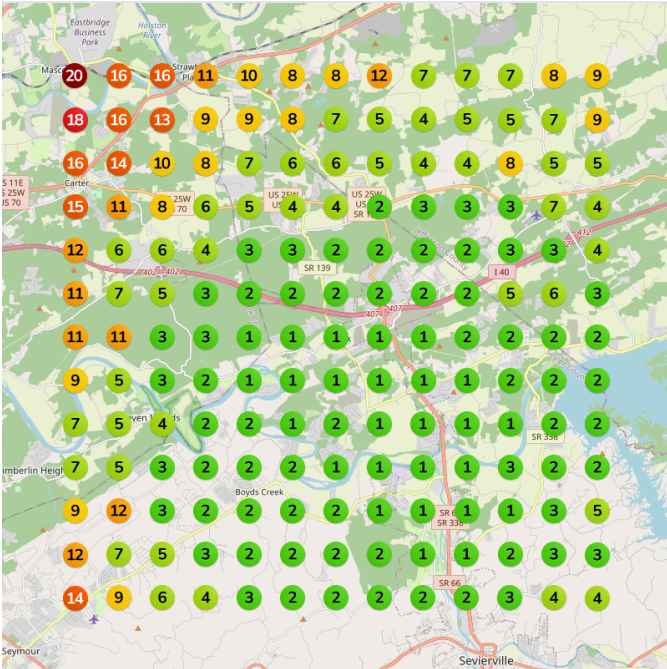 Eastbridge
Business
Park
Holston
River
20 16 16 11 10 8 8 12 7 7 7 8 9
18 16 13 9 9 8 7 5 4 5 5 7 9
16 14 10 8 7 6 6 5 4 4 8 5 5
Carter
S 11E
S 25W
US 70
25W
70
US 25W
US 25W
SR 1
15 11 8 6 5 4 4 2 3 3 3 7 4
412
12 6 6 4 3 3 2 2 2 2 3 3 4
SR 139
I 40
402 402
11 7 5 3 2 2 2 2 2 2 5 6 3
407
407
11 11 3 3 1 1 1 1 1 2 2 2 2
9 5 3 2 1 1 1 1 1 1 2 2 2
7 5 4 2 2 1 2 1 1 1 1 2 2
SR 338
imberlin Heigh
7 5 3 2 2 2 1 1 1 1 3 2 2
Boyds Creek
9 12 3 2 2 2 2 1 1 1 1 3 5
SR 338
12 7 5 3 2 2 2 2 1 1 2 3 3
SR 66
14 9 6 4 3 2 2 2 2 2 3 4 4
Seymour
Sevierville